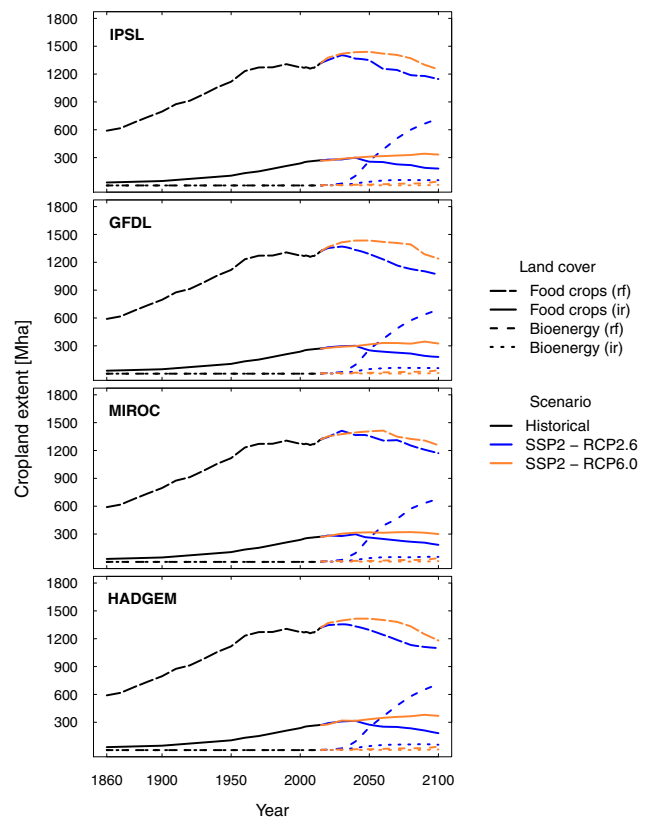 1800
IPSL
1500
1200
900
600
300
1800
GFDL
1500
1200
900
600
300
1800
MIROC
1500
1200
900
600
300
1800
HADGEM
1500
1200
900
600
300
1860 1900 1950 2000 2050 2100
Year
Cropland extent [Mha]
Land cover
Food crops (rf)
Food crops (ir)
Bioenergy (rf)
Bioenergy (ir)
Scenario
Historical
SSP2 − RCP2.6
SSP2 − RCP6.0